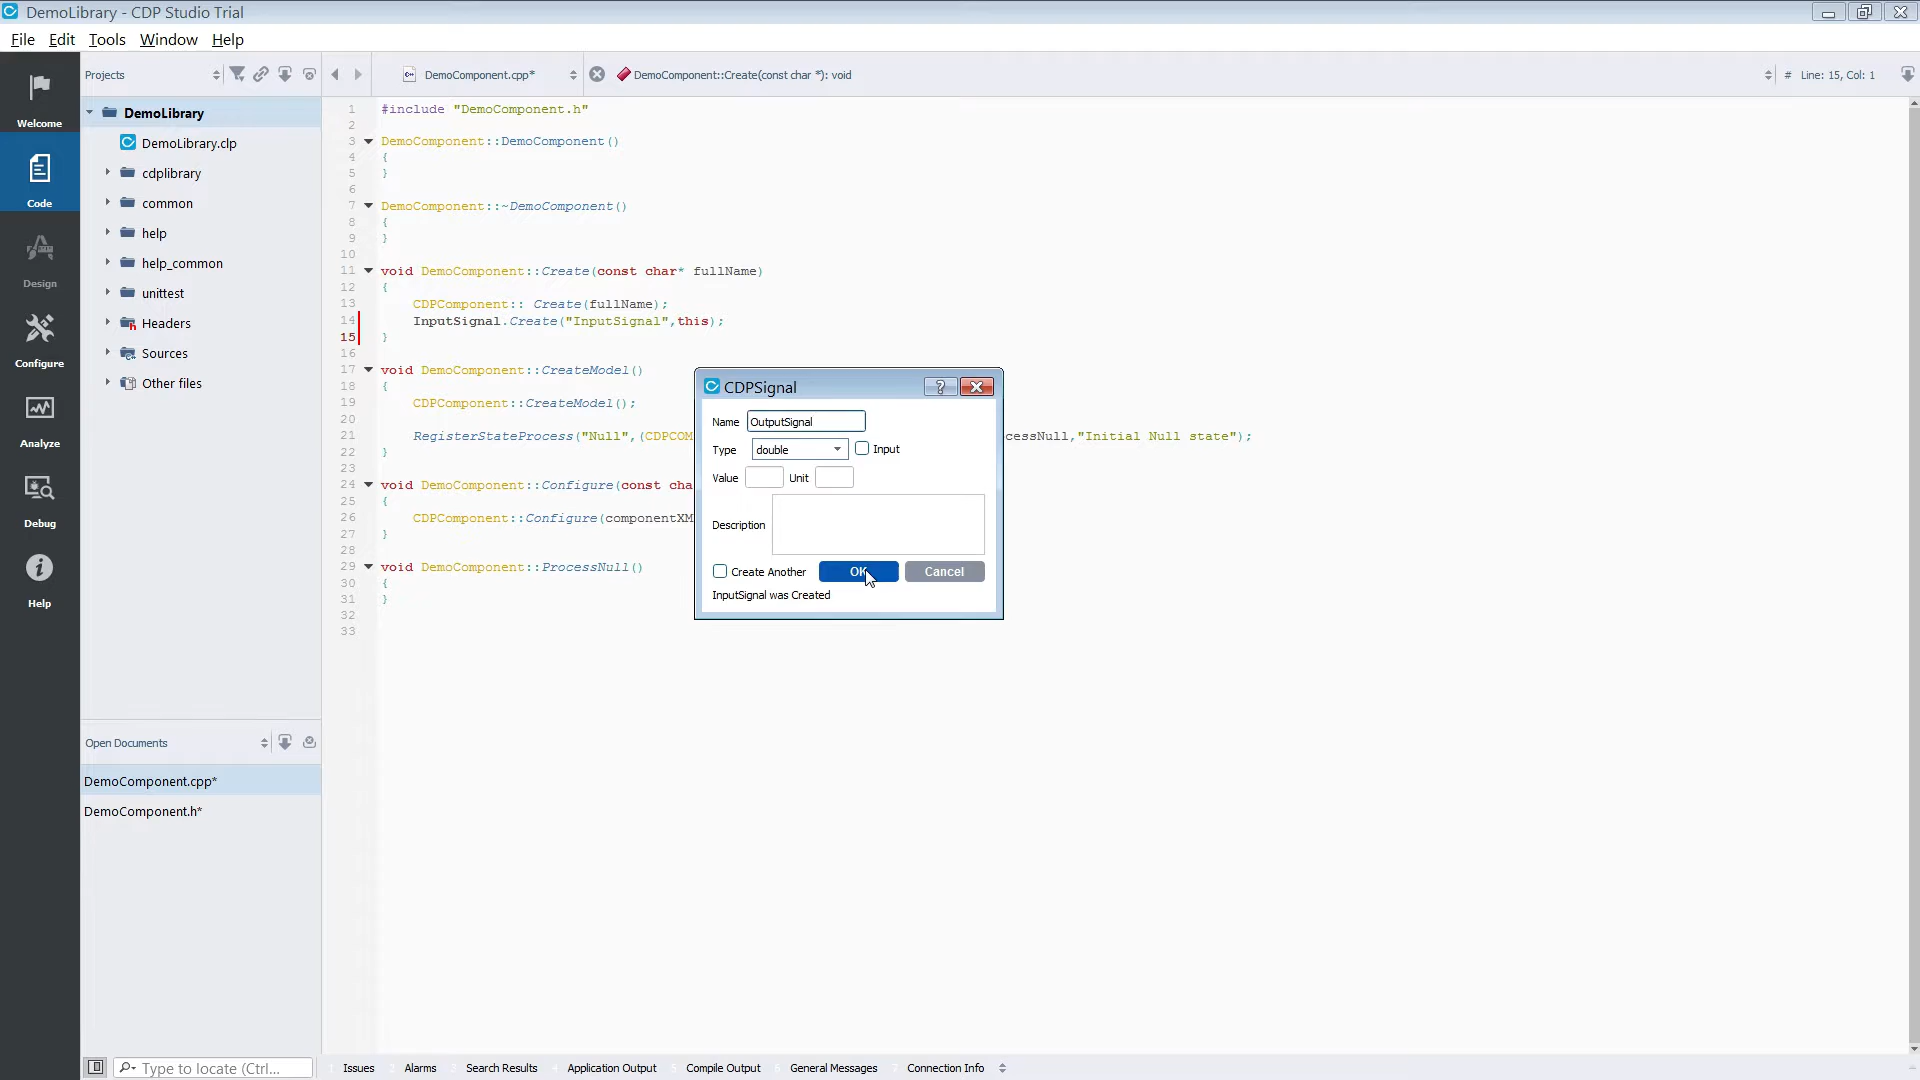 DemoLibrary - CDP Studio Trial
File Edit Tools Window Help
Projects
DemoComponent.cpp*
DemoComponent::Create(const char *): void
# Line: 15, Col: 1
Welcome
Code
Design
Configure
Analyze
Debug
Help
DemoLibrary
DemoLibrary.clp
cdplibrary
common
help
help_common
unittest
Headers
Sources
Other files
1 #include "DemoComponent.h"
2
3 DemoComponent::DemoComponent()
4 {
5 }
6
7 DemoComponent::~DemoComponent()
8 {
9 }
10
11 void DemoComponent::Create(const char* fullName)
12 {
13 CDPComponent:: Create(fullName);
14 InputSignal.Create("InputSignal",this);
15 }
16
17 void DemoComponent::CreateModel()
18 {
19 CDPComponent::CreateModel();
20
21 RegisterStateProcess("Null",(CDPCOM cessNull,"Initial Null state");
22 }
23
24 void DemoComponent::Configure(const cha
25 {
26 CDPComponent::Configure(componentXM
27 }
28
29 void DemoComponent::ProcessNull()
30 {
31 }
32
33
CDPSignal
?
Name OutputSignal
Type double Input
Value Unit
Description
Create Another OK Cancel
InputSignal was Created
Open Documents
DemoComponent.cpp*
DemoComponent.h*
Type to locate (Ctrl...
Issues Alarms Search Results Application Output Compile Output General Messages Connection Info